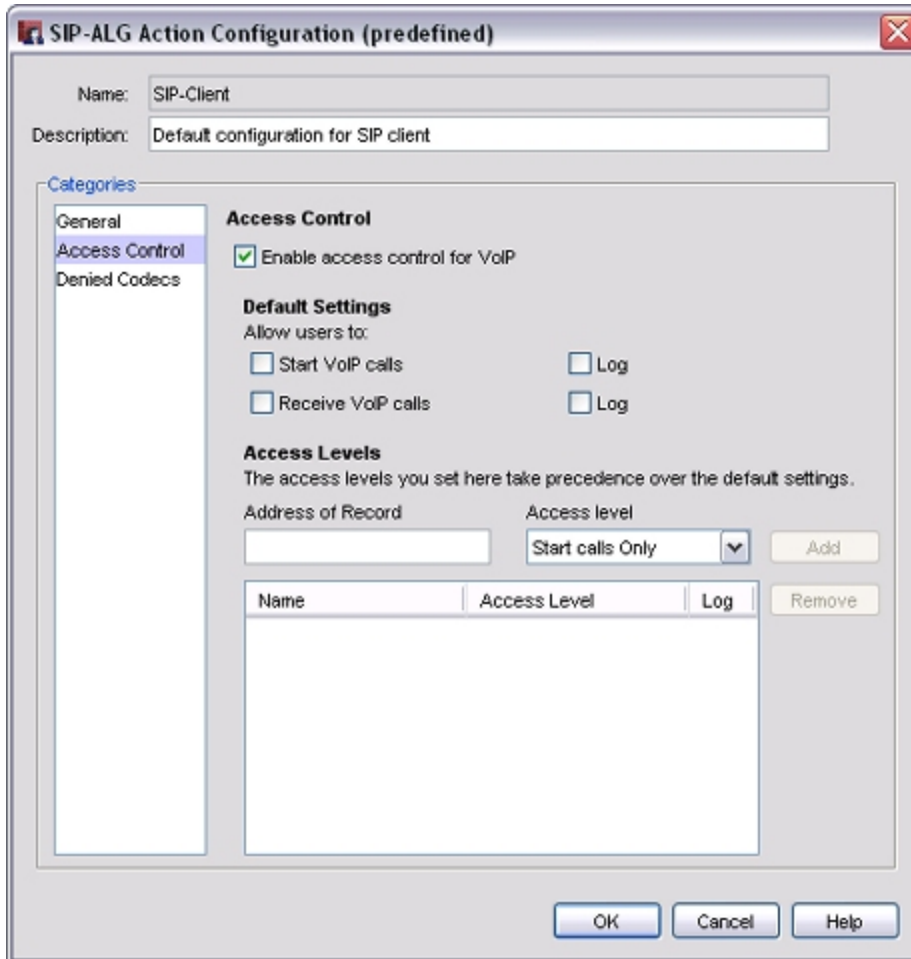 SIP-ALG Action Configuration (predefined)
Name: SIP-Client
Description: Default configuration for SIP client
Categories
General
Access Control
Denied Codecs
Access Control
Enable access control for VoIP
Default Settings
Allow users to:
Start VoIP calls Log
Receive VoIP calls Log
Access Levels
The access levels you set here take precedence over the default settings.
Address of Record Access level
Start calls Only Add
Name Access Level Log Remove
OK Cancel Help